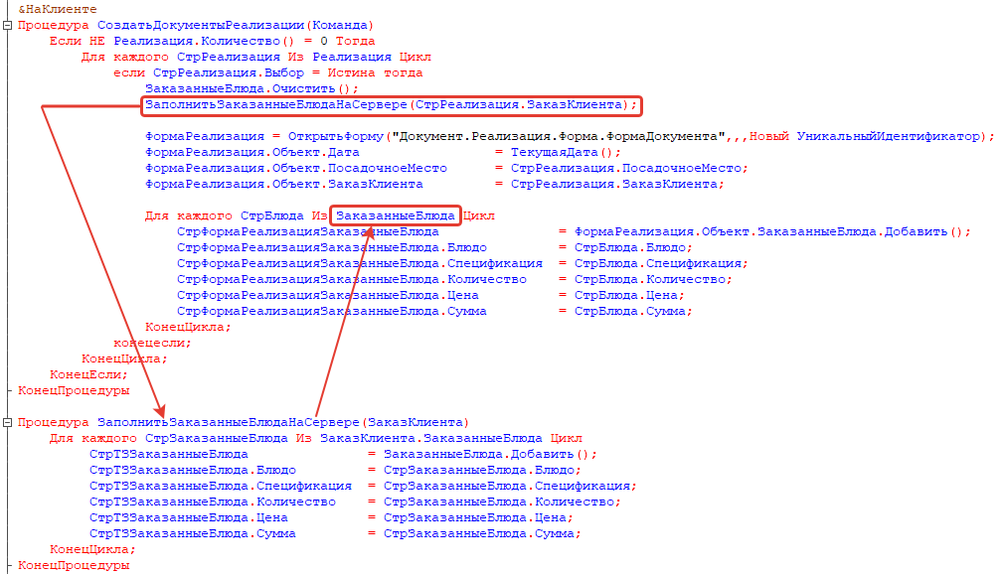 &НаКлиенте
Процедура СоздатьДокументыРеализации(Команда)
Если НЕ Реализация.Количество() = 0 Тогда
Для каждого СтрРеализация Из Реализация Цикл
если СтрРеализация.Выбор = Истина тогда
ЗаказанныеБлюда.Очистить();
ЗаполнитьЗаказанныеБлюдаНаСервере(СтрРеализация.ЗаказКлиента);
ФормаРеализация = ОткрытьФорму("Документ.Реализация.Форма.ФормаДокумента",,,Новый УникальныйИдентификатор);
ФормаРеализация.Объект.Дата = ТекущаяДата();
ФормаРеализация.Объект.ПосадочноеМесто = СтрРеализация.ПосадочноеМесто;
ФормаРеализация.Объект.ЗаказКлиента = СтрРеализация.ЗаказКлиента;
Для каждого СтрБлюда Из ЗаказанныеБлюда Цикл
СтрФормаРеализацияЗаказанныеБлюда = ФормаРеализация.Объект.ЗаказанныеБлюда.Добавить();
СтрФормаРеализацияЗаказанныеБлюда.Блюдо = СтрБлюда.Блюдо;
СтрФормаРеализацияЗаказанныеБлюда.Спецификация = СтрБлюда.Спецификация;
СтрФормаРеализацияЗаказанныеБлюда.Количество = СтрБлюда.Количество;
СтрФормаРеализацияЗаказанныеБлюда.Цена = СтрБлюда.Цена;
СтрФормаРеализацияЗаказанныеБлюда.Сумма = СтрБлюда.Сумма;
КонецЦикла;
конецесли;
КонецЦикла;
КонецЕсли;
КонецПроцедуры
Процедура ЗаполнитьЗаказанныеБлюдаНаСервере(ЗаказКлиента)
Для каждого СтрЗаказанныеБлюда Из ЗаказКлиента.ЗаказанныеБлюда Цикл
СтрТЗЗаказанныеБлюда = ЗаказанныеБлюда.Добавить();
СтрТЗЗаказанныеБлюда.Блюдо = СтрЗаказанныеБлюда.Блюдо;
СтрТЗЗаказанныеБлюда.Спецификация = СтрЗаказанныеБлюда.Спецификация;
СтрТЗЗаказанныеБлюда.Количество = СтрЗаказанныеБлюда.Количество;
СтрТЗЗаказанныеБлюда.Цена = СтрЗаказанныеБлюда.Цена;
СтрТЗЗаказанныеБлюда.Сумма = СтрЗаказанныеБлюда.Сумма;
КонецЦикла;
КонецПроцедуры